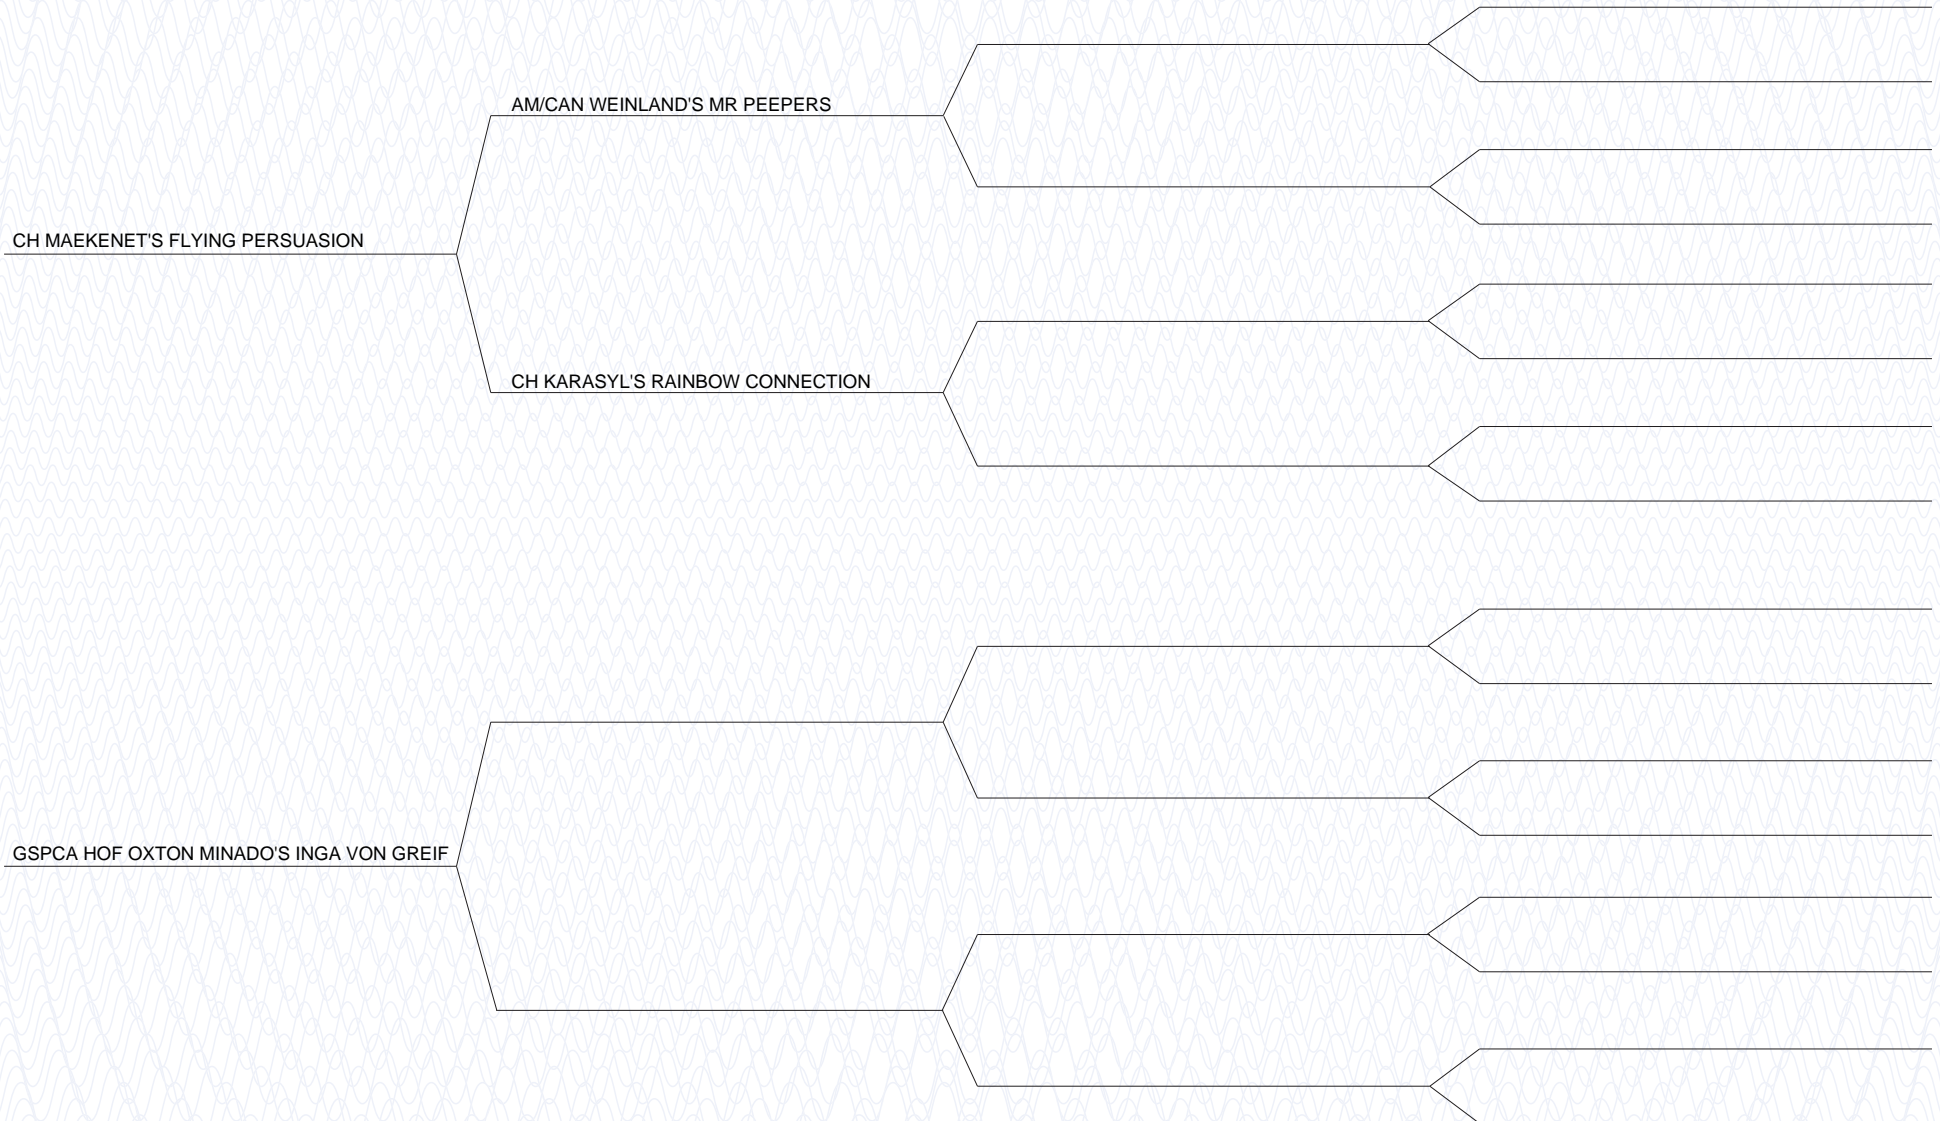 AM/CAN WEINLAND'S MR PEEPERS
CH MAEKENET'S FLYING PERSUASION
CH KARASYL'S RAINBOW CONNECTION
GSPCA HOF OXTON MINADO'S INGA VON GREIF